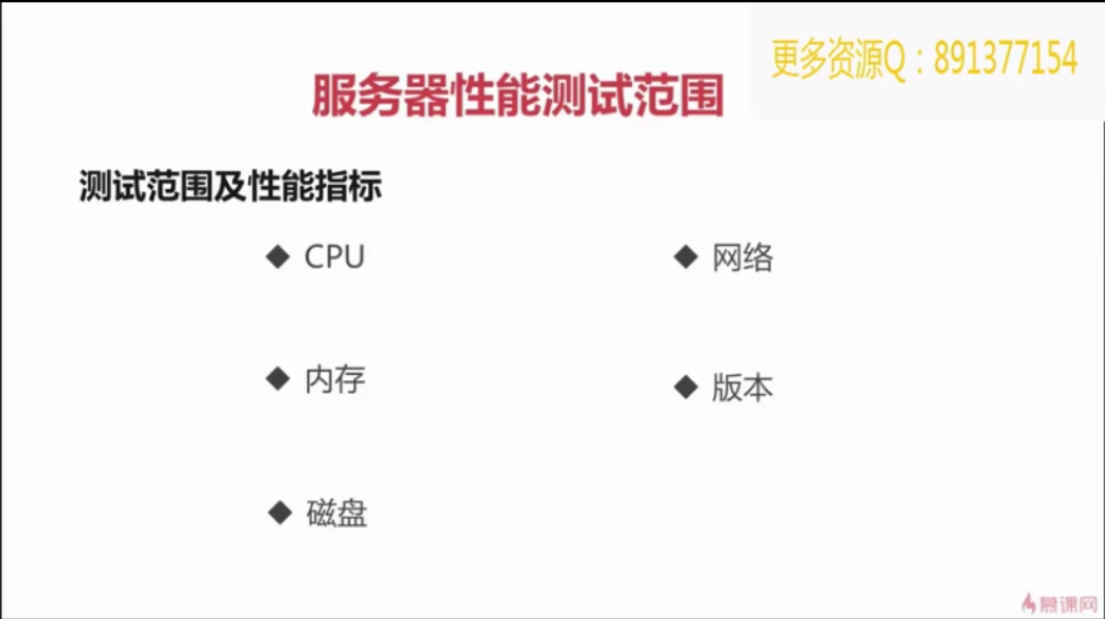 更多资源Q：891377154
服务器性能测试范围
测试范围及性能指标
◆ CPU
◆ 网络
◆ 内存
◆ 版本
◆ 磁盘
慕课网